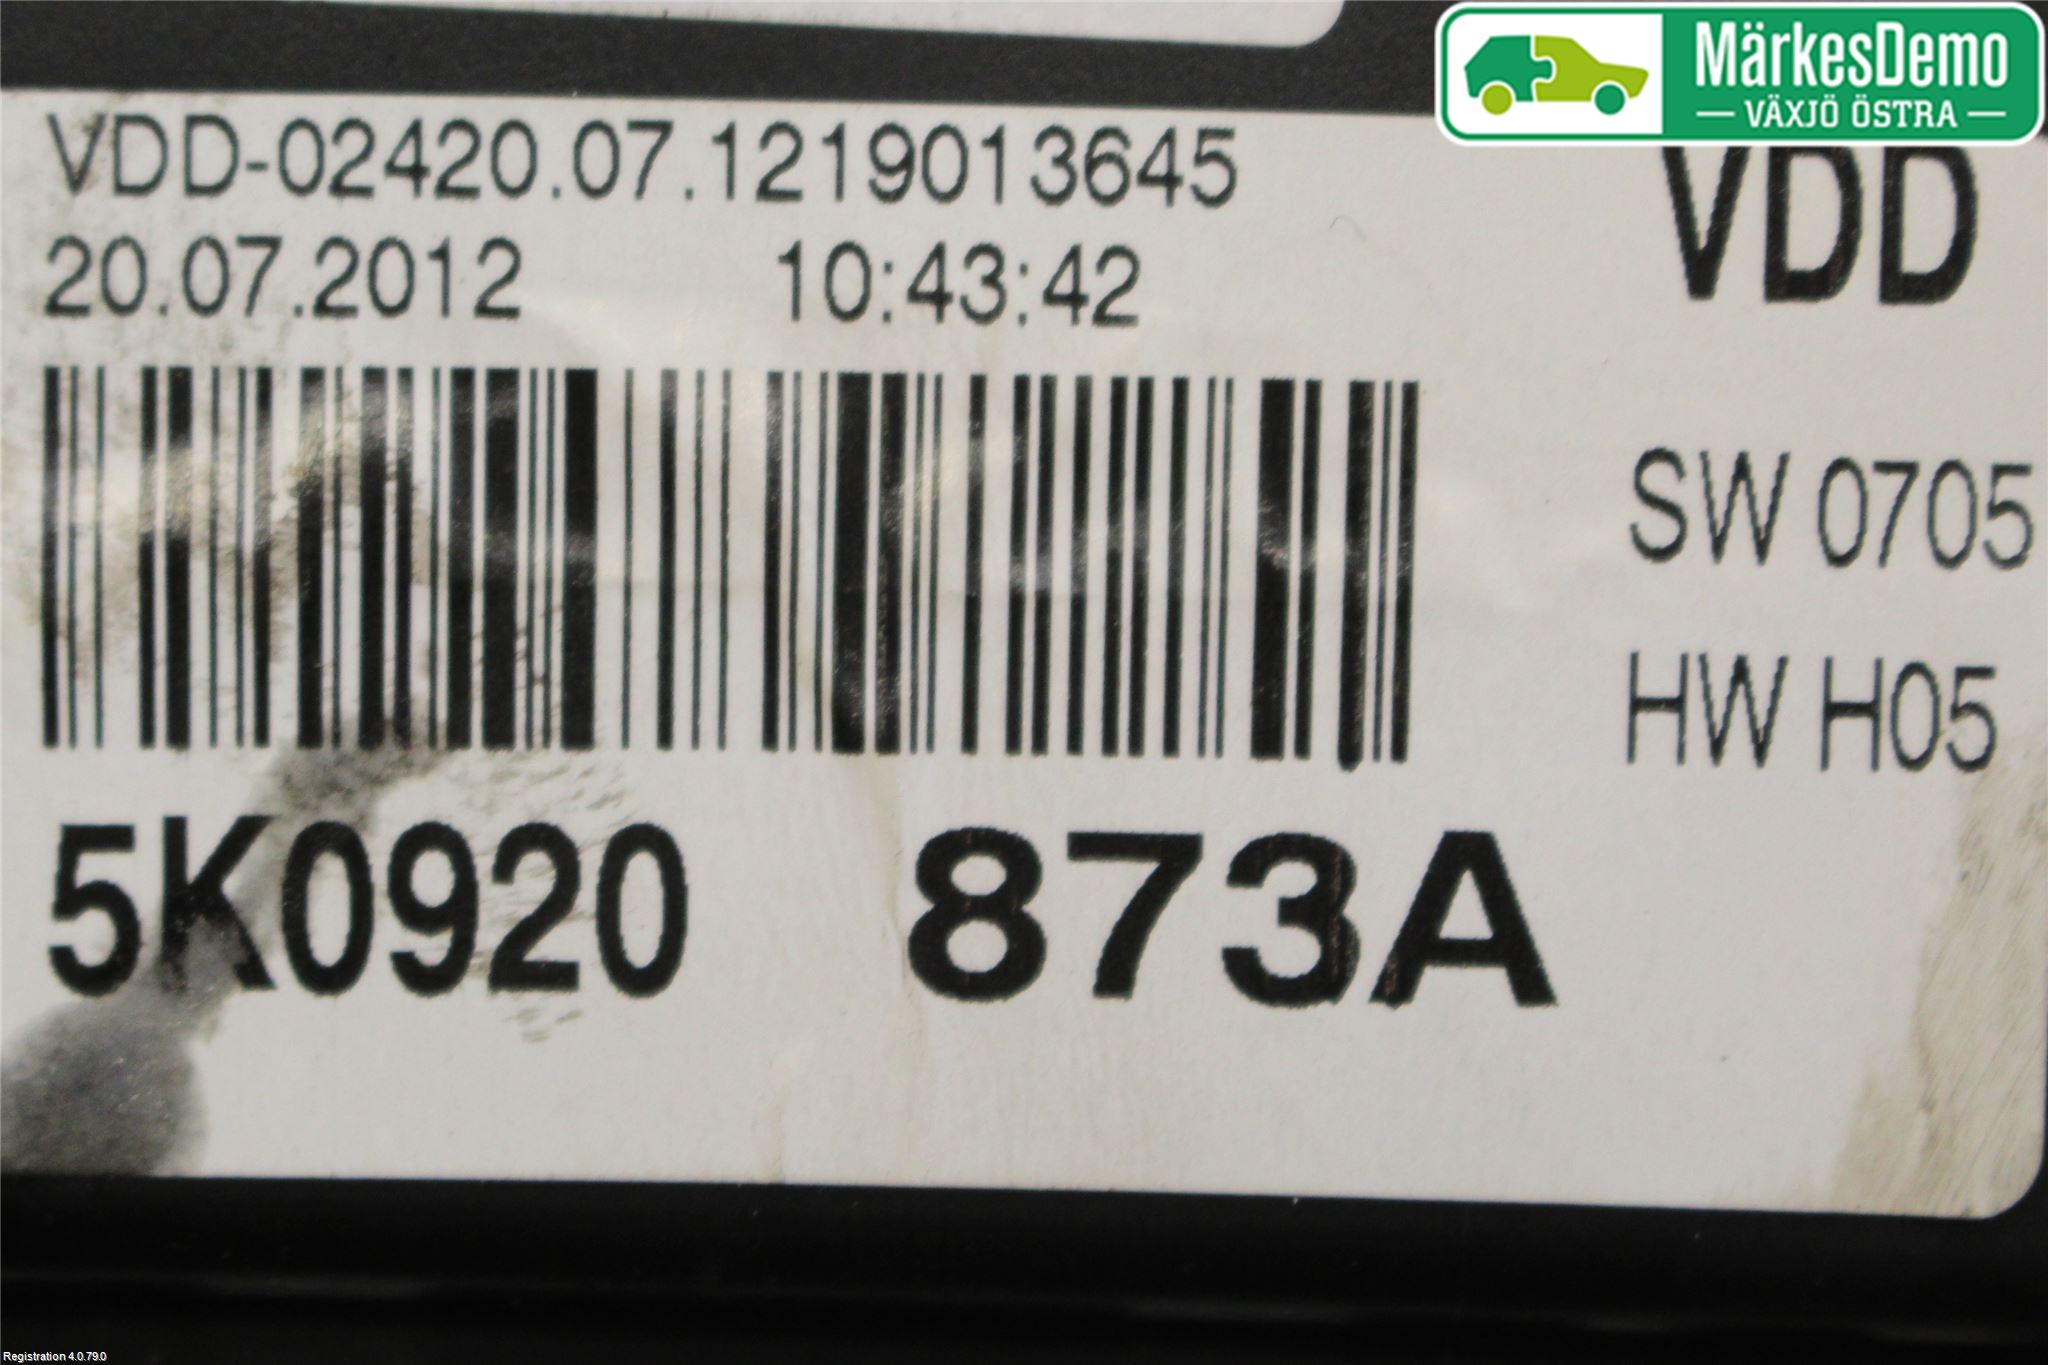 MärkesDemo
VÄXJÖ ÖSTRA
VDD-02420.07.1219013645
20.07.2012 10:43:42
VDD
SW 0705
HW H05
5K0920 873A
Registration 4.0.79.0